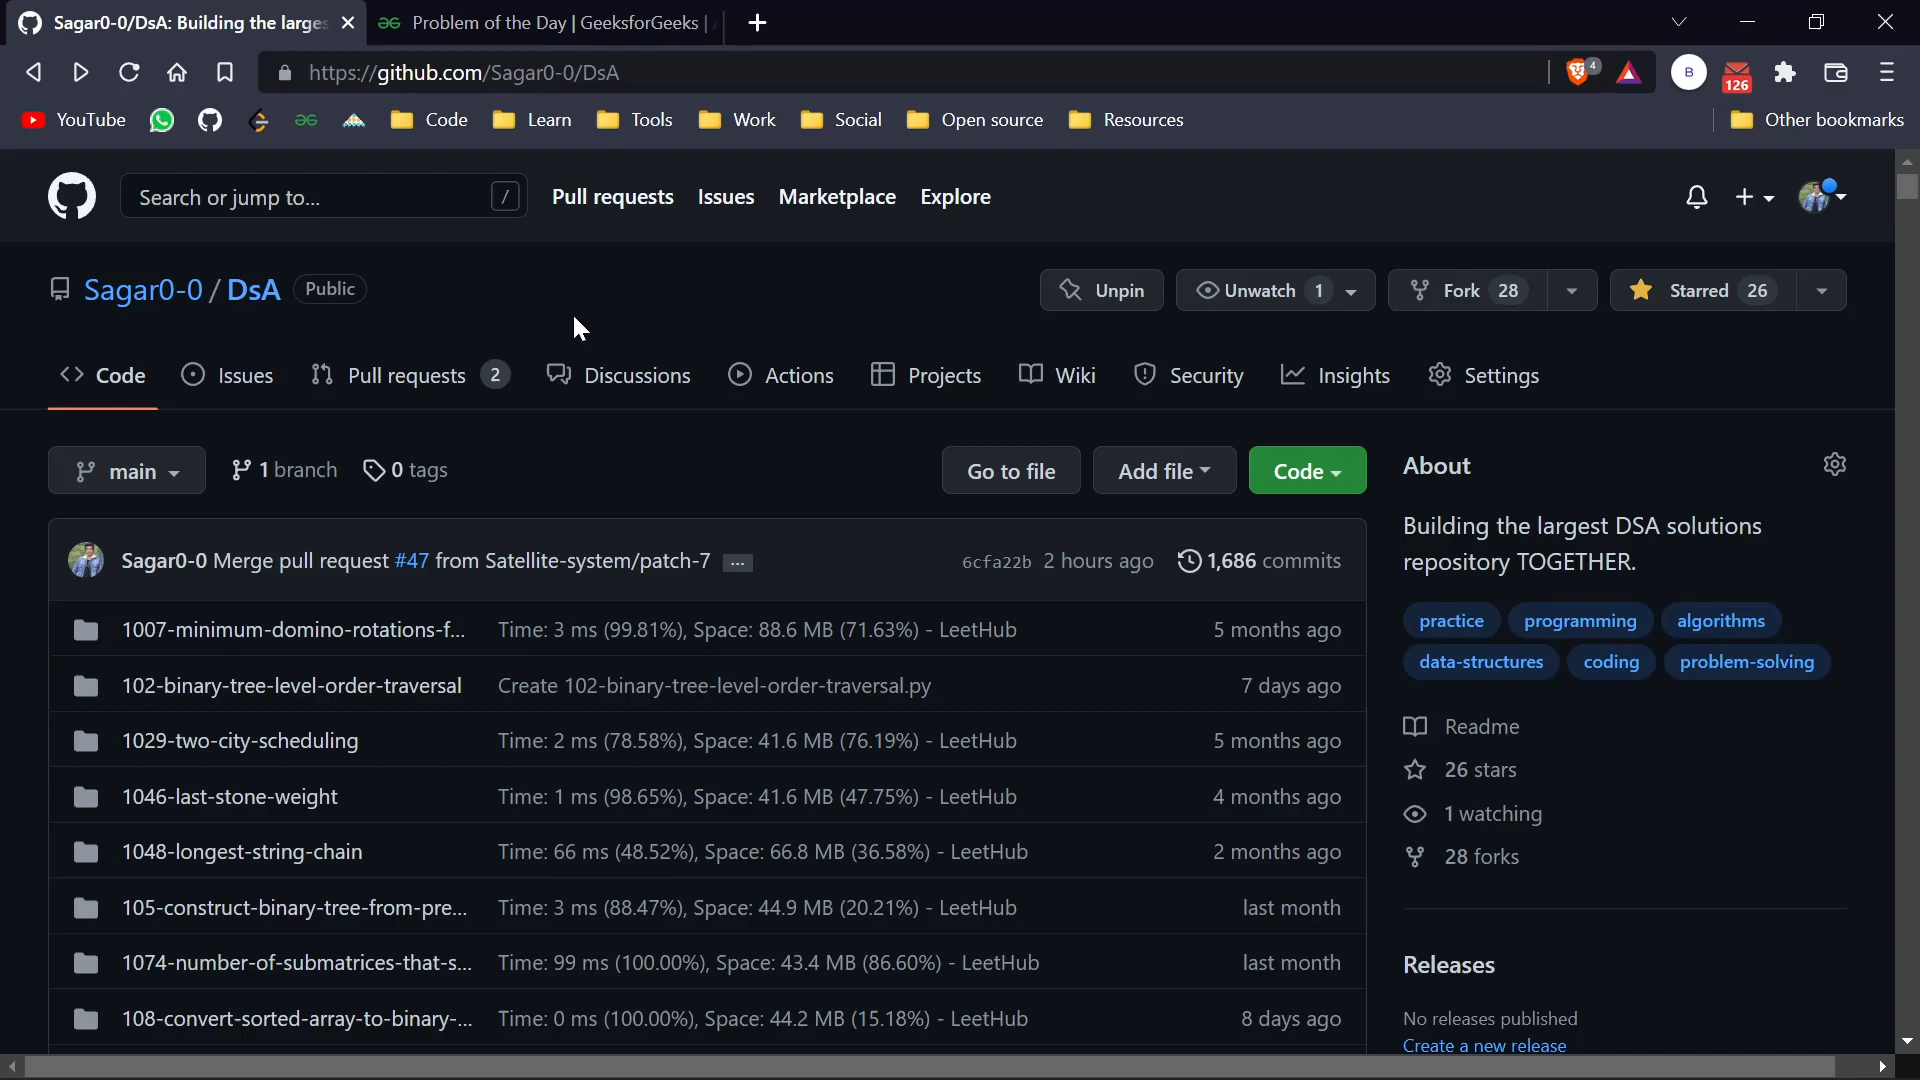 Sagar0-0/DsA: Building the larges
Problem of the Day | GeeksforGeeks |
https://github.com/Sagar0-0/DsA
4
B
126
YouTube Code Learn Tools Work Social Open source Resources Other bookmarks
Search or jump to... /
Pull requests Issues Marketplace Explore
Sagar0-0 / DsA Public
Unpin Unwatch 1 Fork 28 Starred 26
Code Issues Pull requests 2 Discussions Actions Projects Wiki Security Insights Settings
main 1 branch 0 tags Go to file Add file Code
Sagar0-0 Merge pull request #47 from Satellite-system/patch-7 ... 6cfa22b 2 hours ago 1,686 commits
1007-minimum-domino-rotations-f... Time: 3 ms (99.81%), Space: 88.6 MB (71.63%) - LeetHub 5 months ago
102-binary-tree-level-order-traversal Create 102-binary-tree-level-order-traversal.py 7 days ago
1029-two-city-scheduling Time: 2 ms (78.58%), Space: 41.6 MB (76.19%) - LeetHub 5 months ago
1046-last-stone-weight Time: 1 ms (98.65%), Space: 41.6 MB (47.75%) - LeetHub 4 months ago
1048-longest-string-chain Time: 66 ms (48.52%), Space: 66.8 MB (36.58%) - LeetHub 2 months ago
105-construct-binary-tree-from-pre... Time: 3 ms (88.47%), Space: 44.9 MB (20.21%) - LeetHub last month
1074-number-of-submatrices-that-s... Time: 99 ms (100.00%), Space: 43.4 MB (86.60%) - LeetHub last month
108-convert-sorted-array-to-binary-... Time: 0 ms (100.00%), Space: 44.2 MB (15.18%) - LeetHub 8 days ago
About
Building the largest DSA solutions
repository TOGETHER.
practice programming algorithms
data-structures coding problem-solving
Readme
26 stars
1 watching
28 forks
Releases
No releases published
Create a new release